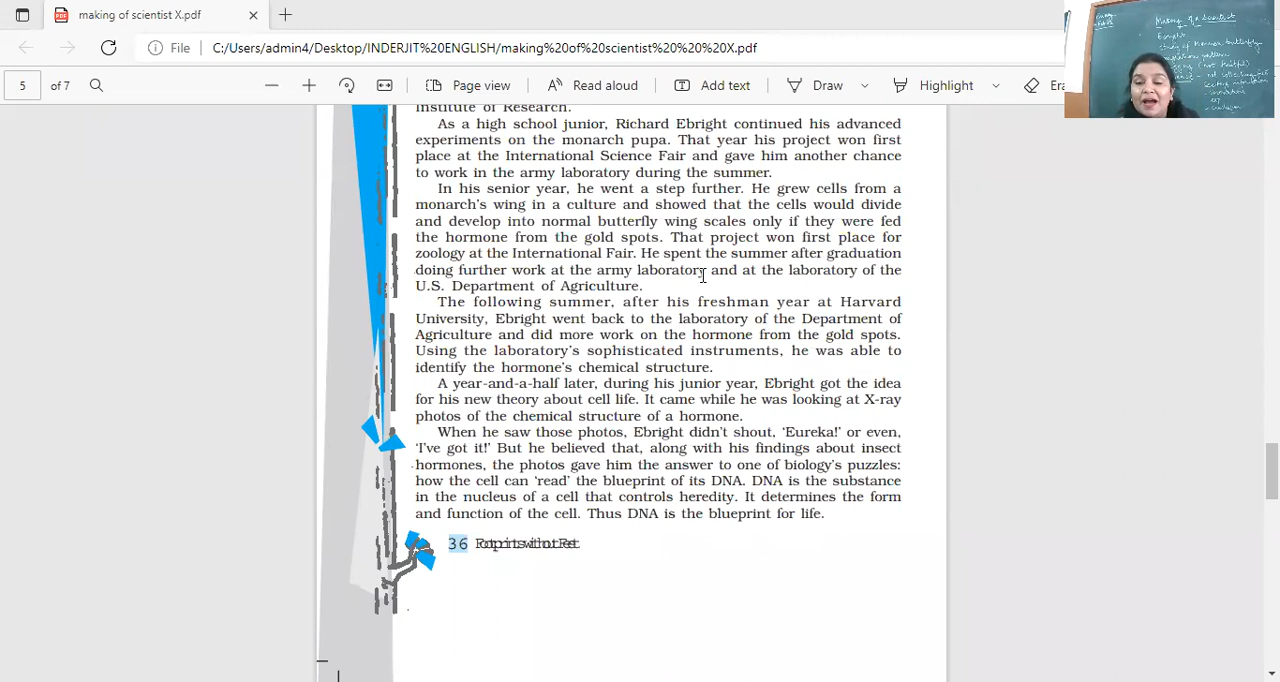 making of scientist X.pdf
File C:/Users/admin4/Desktop/INDERJIT%20ENGLISH/making%20of%20scientist%20%20%20X.pdf
5 of 7 Page view Read aloud Add text Draw Highlight
Making of a Scientist
Institute of Research.
As a high school junior, Richard Ebright continued his advanced
experiments on the monarch pupa. That year his project won first
place at the International Science Fair and gave him another chance
to work in the army laboratory during the summer.
In his senior year, he went a step further. He grew cells from a
monarch's wing in a culture and showed that the cells would divide
and develop into normal butterfly wing scales only if they were fed
the hormone from the gold spots. That project won first place for
zoology at the International Fair. He spent the summer after graduation
doing further work at the army laboratory and at the laboratory of the
U.S. Department of Agriculture.
The following summer, after his freshman year at Harvard
University, Ebright went back to the laboratory of the Department of
Agriculture and did more work on the hormone from the gold spots.
Using the laboratory's sophisticated instruments, he was able to
identify the hormone's chemical structure.
A year-and-a-half later, during his junior year, Ebright got the idea
for his new theory about cell life. It came while he was looking at X-ray
photos of the chemical structure of a hormone.
When he saw those photos, Ebright didn't shout, 'Eureka!' or even,
'I've got it!' But he believed that, along with his findings about insect
hormones, the photos gave him the answer to one of biology's puzzles:
how the cell can 'read' the blueprint of its DNA. DNA is the substance
in the nucleus of a cell that controls heredity. It determines the form
and function of the cell. Thus DNA is the blueprint for life.
36